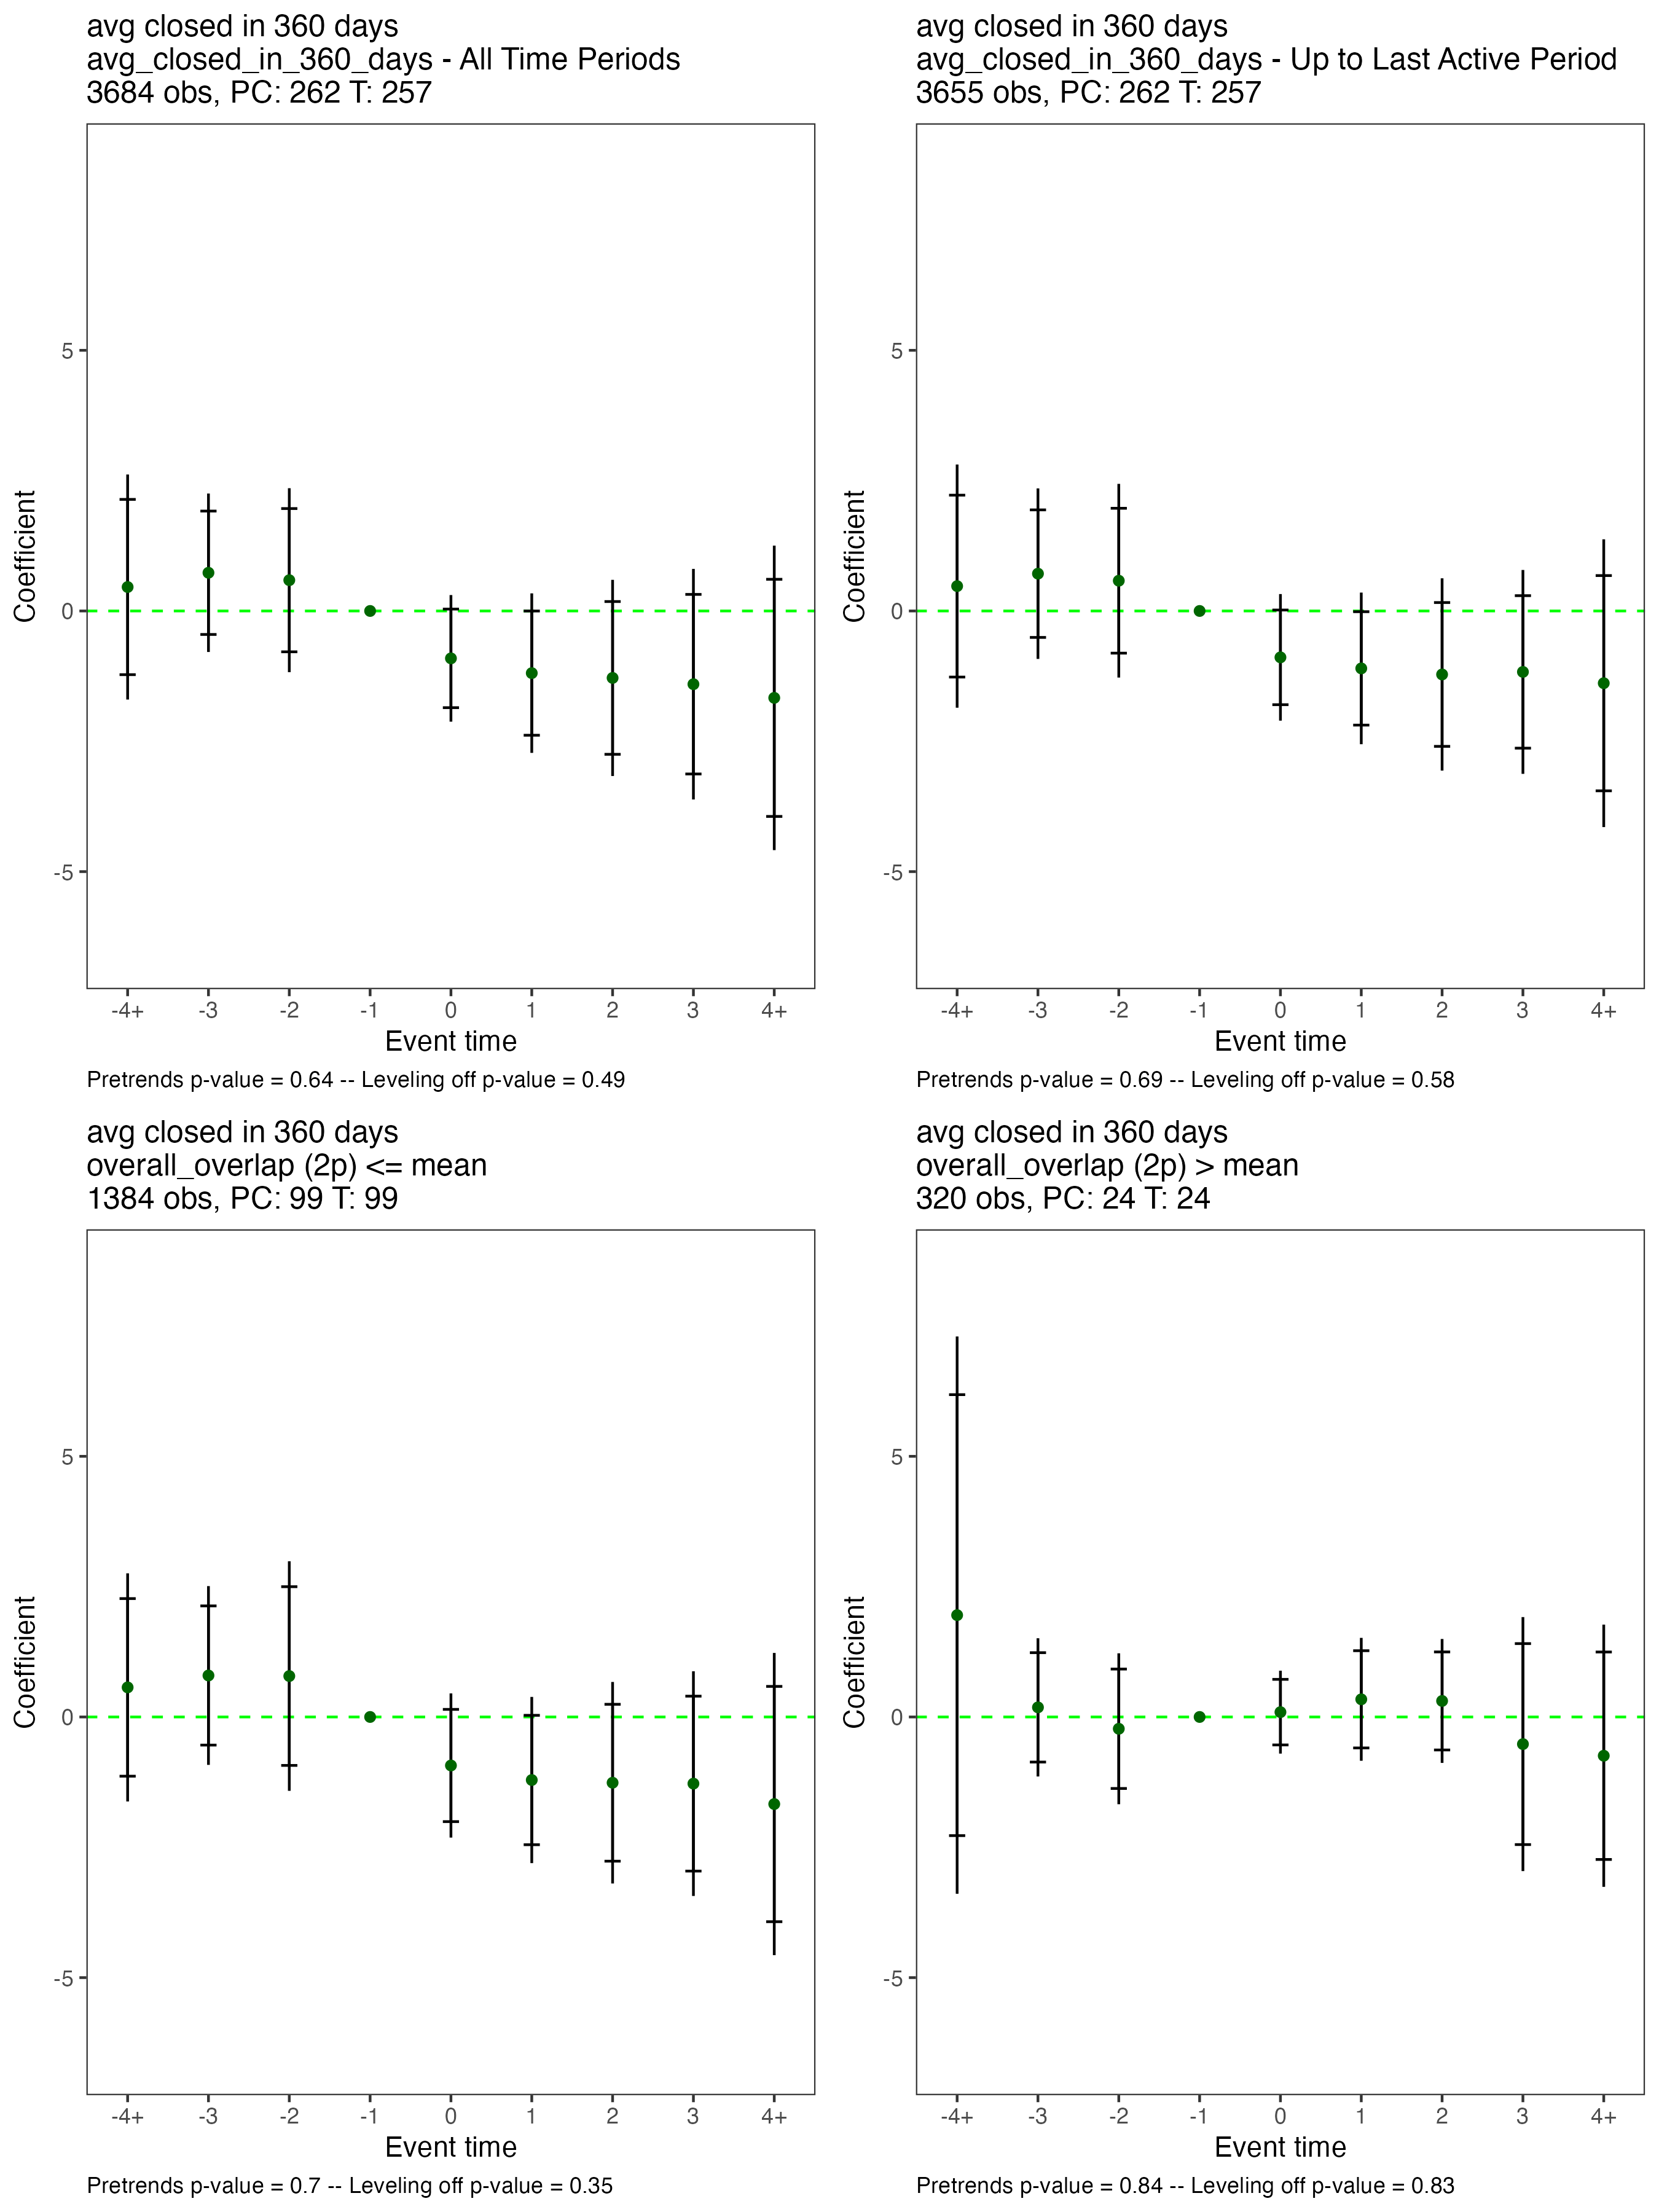 avg closed in 360 days
avg_closed_in_360_days - All Time Periods
3684 obs, PC: 262 T: 257
Coefficient
5
0
-5
-4+ -3 -2 -1 0 1 2 3 4+
Event time
Pretrends p-value = 0.64 -- Leveling off p-value = 0.49
avg closed in 360 days
avg_closed_in_360_days - Up to Last Active Period
3655 obs, PC: 262 T: 257
Coefficient
5
0
-5
-4+ -3 -2 -1 0 1 2 3 4+
Event time
Pretrends p-value = 0.69 -- Leveling off p-value = 0.58
avg closed in 360 days
overall_overlap (2p) <= mean
1384 obs, PC: 99 T: 99
Coefficient
5
0
-5
-4+ -3 -2 -1 0 1 2 3 4+
Event time
Pretrends p-value = 0.7 -- Leveling off p-value = 0.35
avg closed in 360 days
overall_overlap (2p) > mean
320 obs, PC: 24 T: 24
Coefficient
5
0
-5
-4+ -3 -2 -1 0 1 2 3 4+
Event time
Pretrends p-value = 0.84 -- Leveling off p-value = 0.83